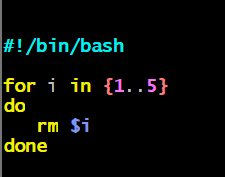 #!/bin/bash
for i in {1..5}
do
   rm $i
done